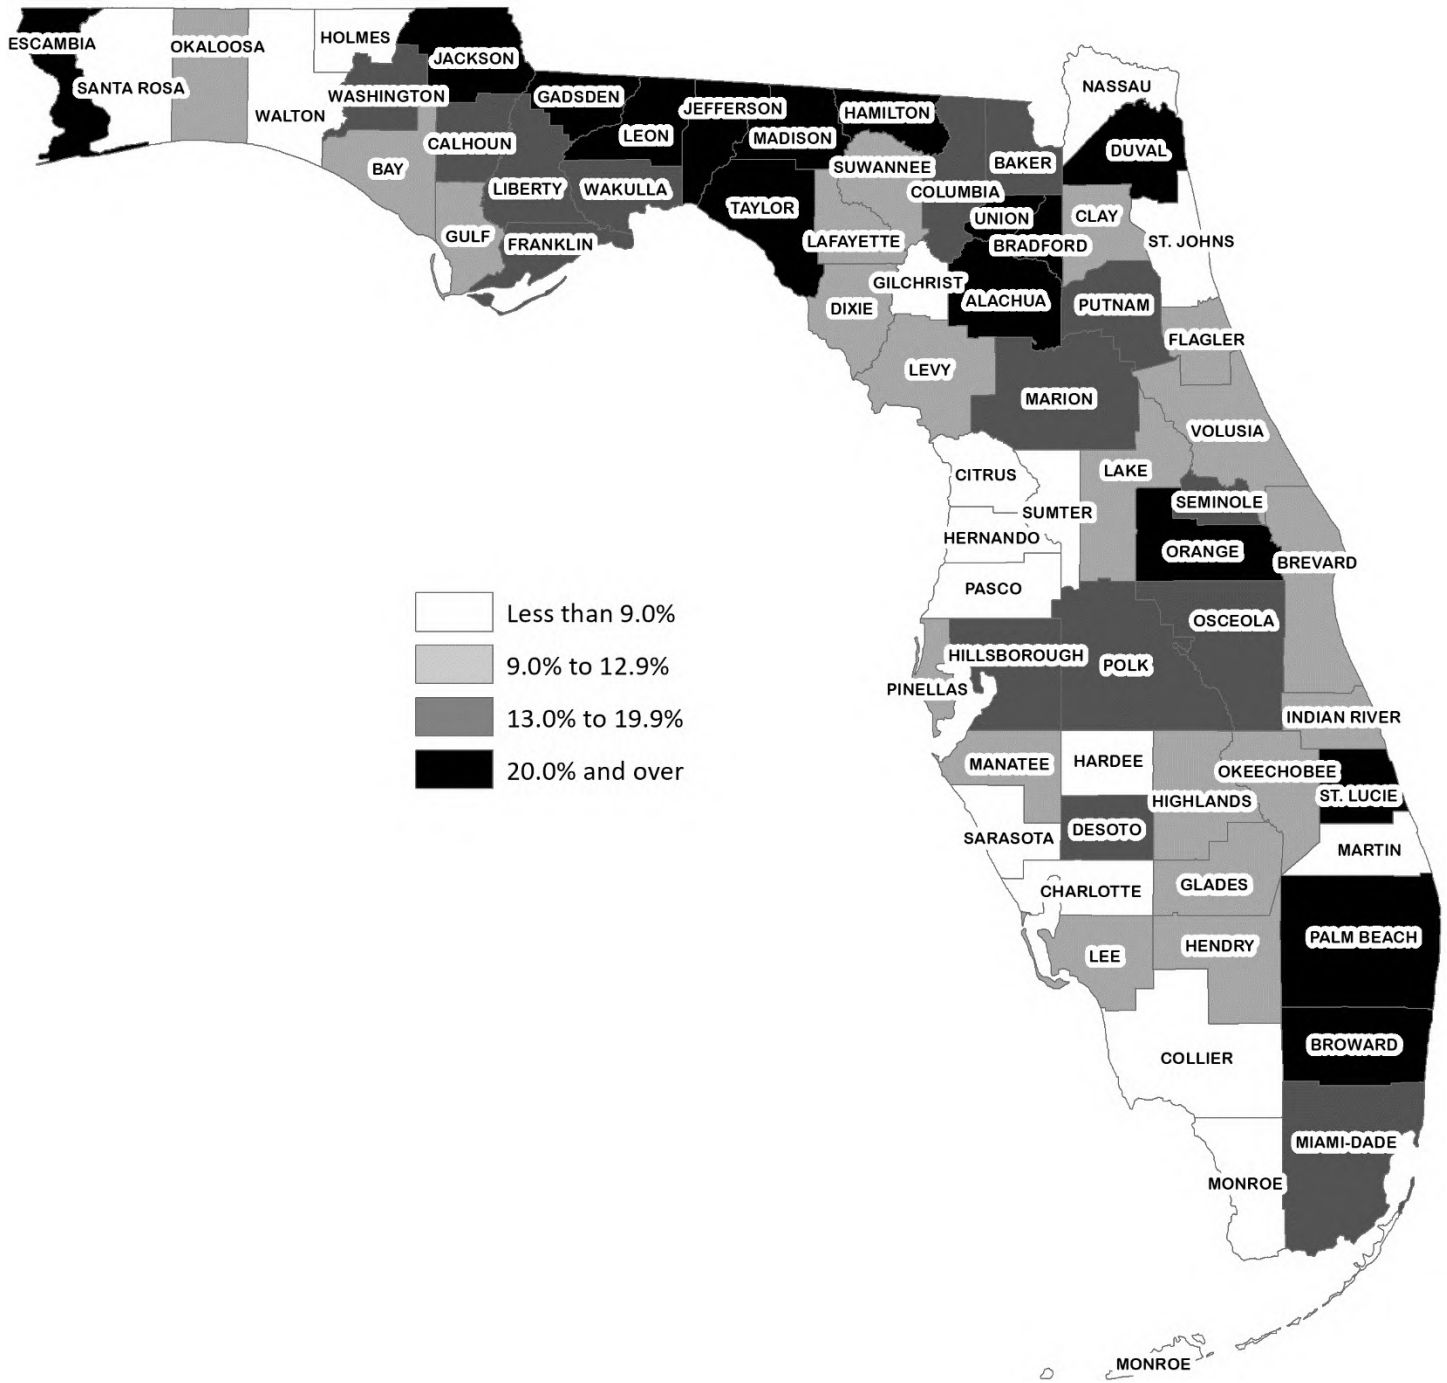 HOLMES
ESCAMBIA
OKALOOSA
JACKSON
SANTA ROSA
WALTON
WASHINGTON
GADSDEN
NASSAU
JEFFERSON
HAMILTON
LEON
MADISON
CALHOUN
DUVAL
BAY
SUWANNEE
BAKER
LIBERTY
WAKULLA
COLUMBIA
TAYLOR
UNION
CLAY
GULF
FRANKLIN
LAFAYETTE
BRADFORD
ST. JOHNS
GILCHRIST
ALACHUA
DIXIE
PUTNAM
FLAGLER
LEVY
MARION
VOLUSIA
CITRUS
LAKE
SEMINOLE
SUMTER
HERNANDO
ORANGE
BREVARD
PASCO
Less than 9.0%
OSCEOLA
HILLSBOROUGH
POLK
9.0% to 12.9%
PINELLAS
13.0% to 19.9%
INDIAN RIVER
MANATEE
HARDEE
OKEECHOBEE
20.0% and over
ST. LUCIE
HIGHLANDS
DESOTO
SARASOTA
MARTIN
CHARLOTTE
GLADES
PALM BEACH
HENDRY
LEE
BROWARD
COLLIER
MIAMI-DADE
MONROE
MONROE